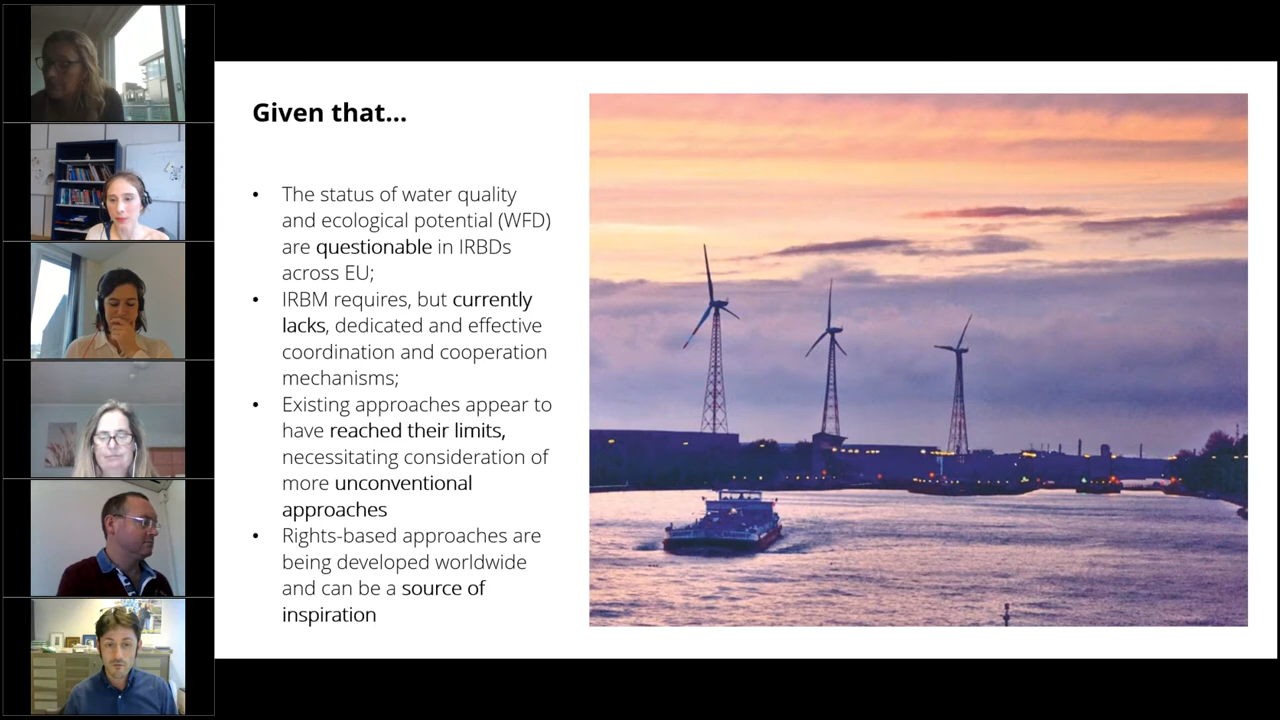 Given that...
• The status of water quality
and ecological potential (WFD)
are questionable in IRBDs
across EU;
• IRBM requires, but currently
lacks, dedicated and effective
coordination and cooperation
mechanisms;
• Existing approaches appear to
have reached their limits,
necessitating consideration of
more unconventional
approaches
• Rights-based approaches are
being developed worldwide
and can be a source of
inspiration